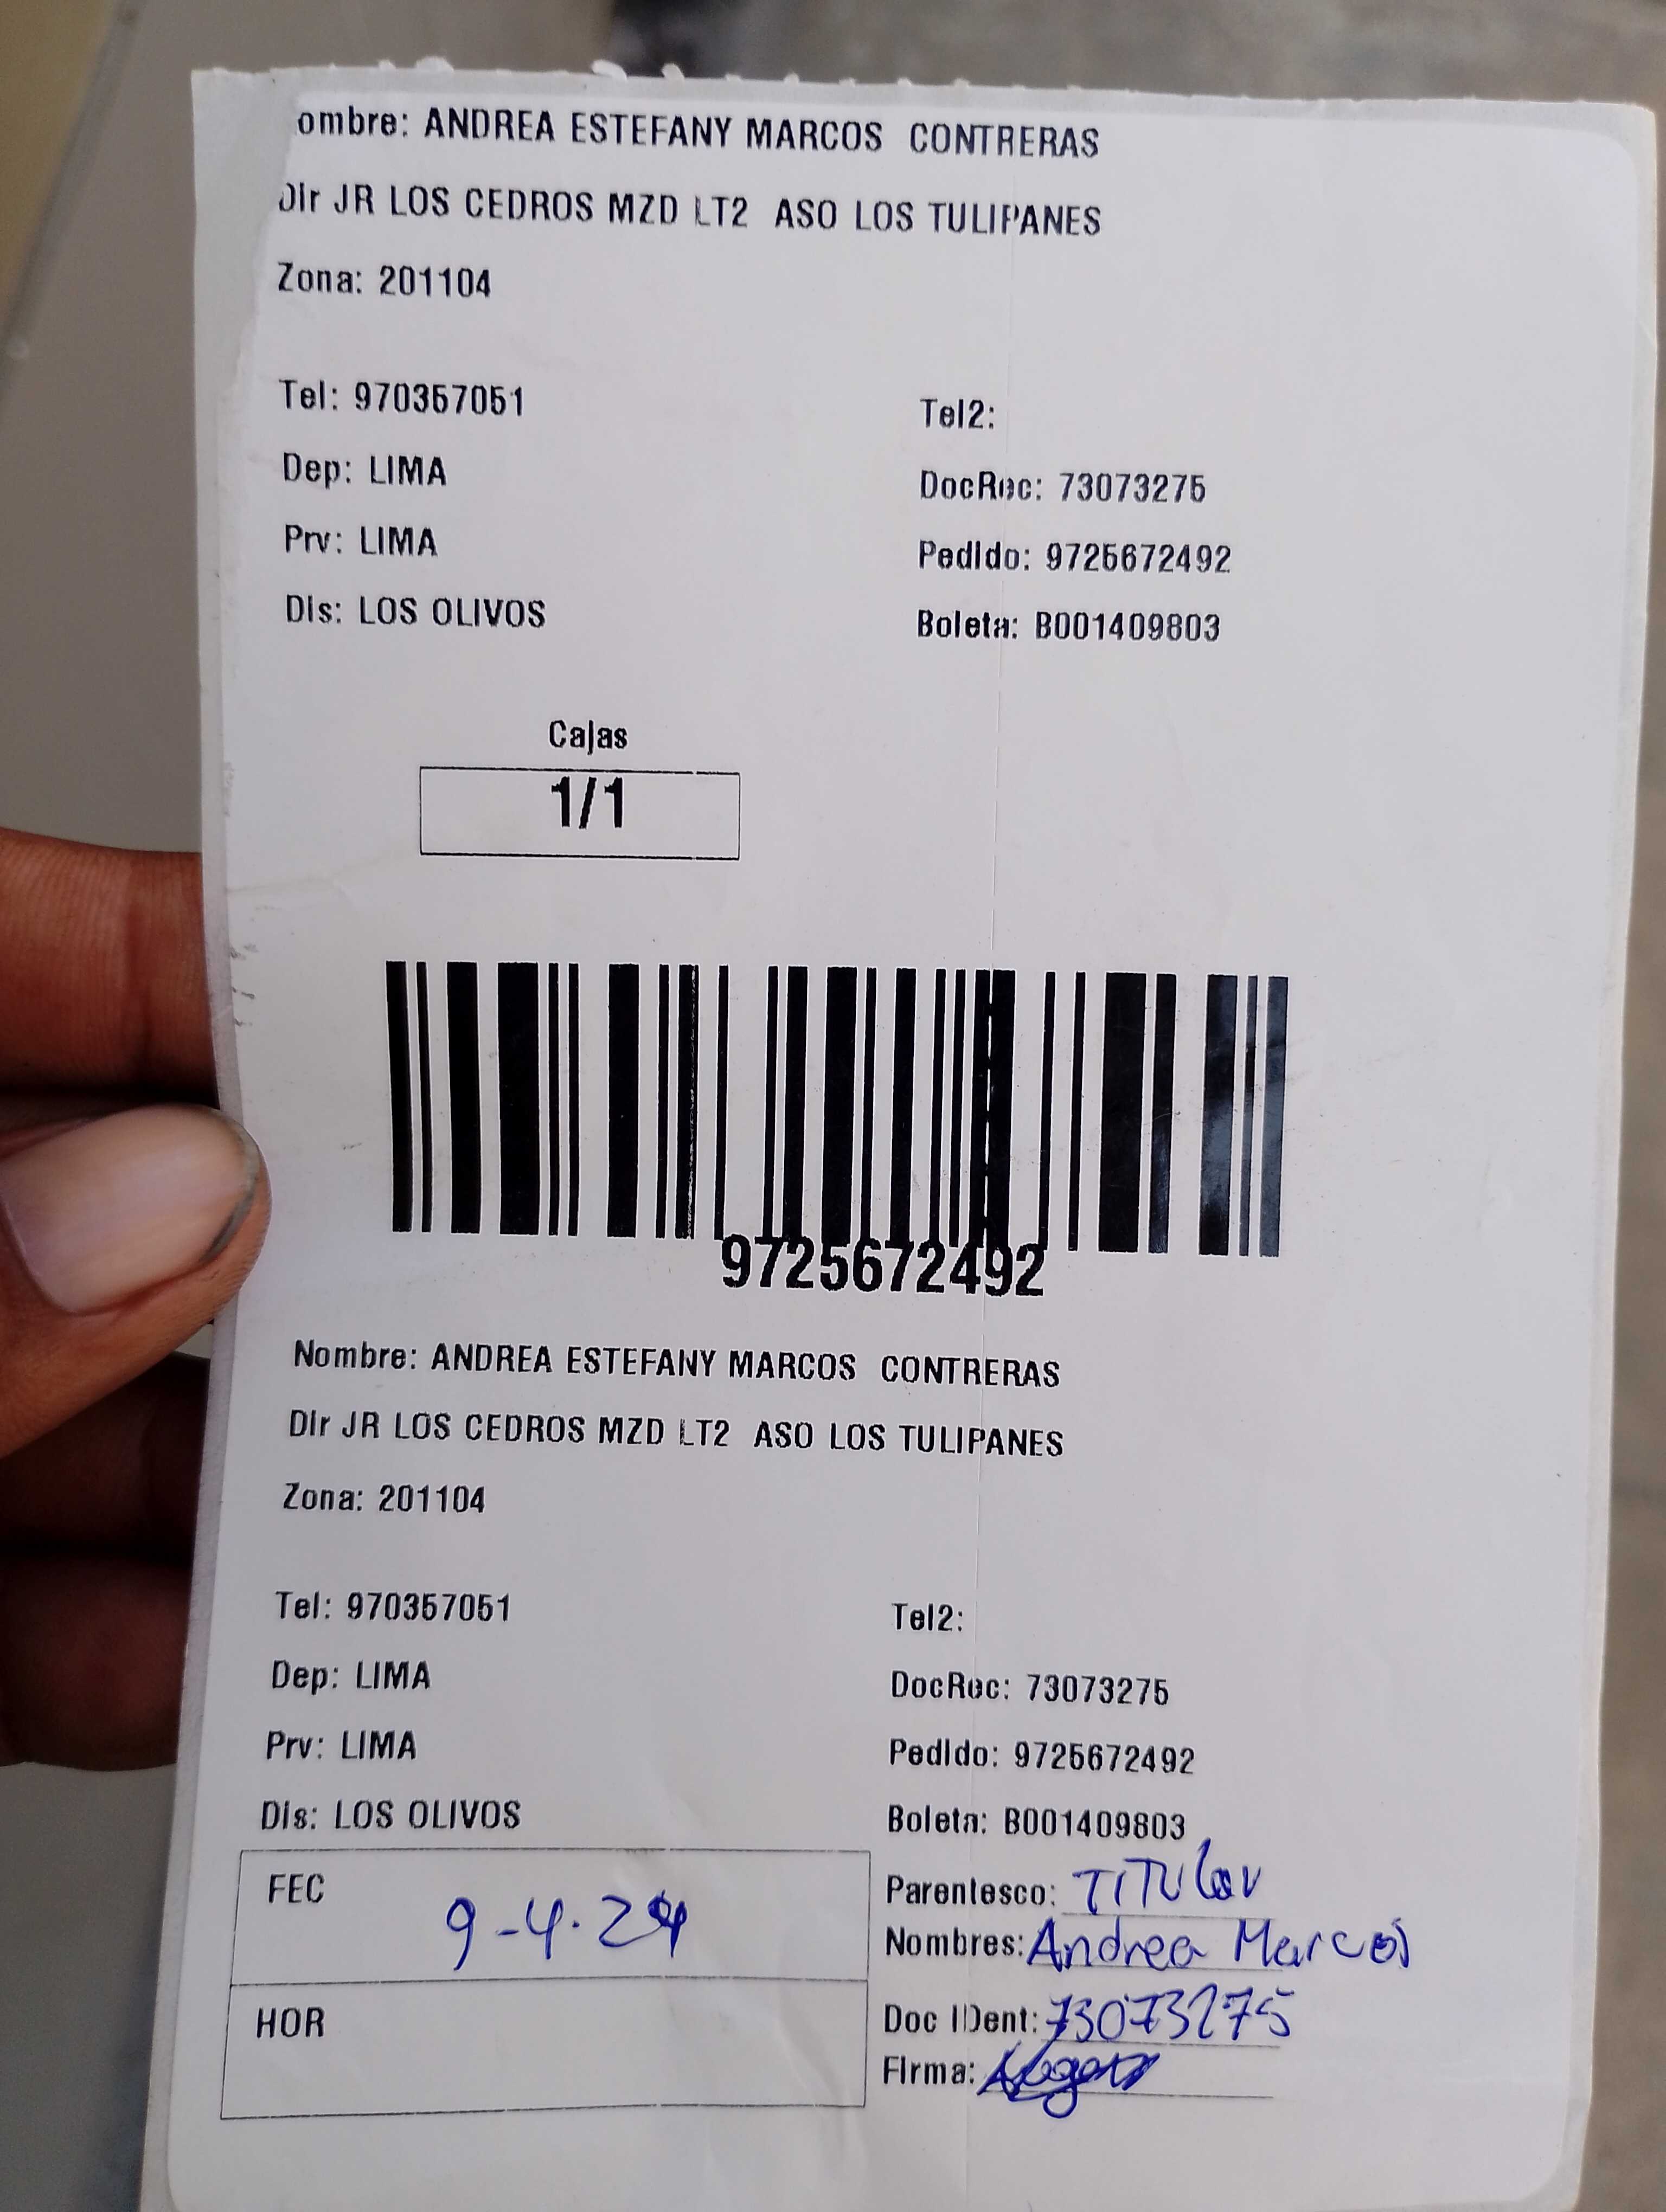 ombre: ANDREA ESTEFANY MARCOS CONTRERAS
Dir JR LOS CEDROS MZD LT2 ASO LOS TULIPANES
Zona: 201104
Tel: 970357051 Tel2:
Dep: LIMA DocRec: 73073275
Prv: LIMA Pedido: 9725672492
Dis: LOS OLIVOS Boleta: B001409803
Cajas
1/1
9725672492
Nombre: ANDREA ESTEFANY MARCOS CONTRERAS
Dir JR LOS CEDROS MZD LT2 ASO LOS TULIPANES
Zona: 201104
Tel: 970357051 Tel2:
Dep: LIMA DocRec: 73073275
Prv: LIMA Pedido: 9725672492
Dis: LOS OLIVOS Boleta: B001409803
FEC 9-4-24 Parentesco: TITULAR
Nombres: Andrea Marcos
HOR Doc IDent: 73073275
Firma: